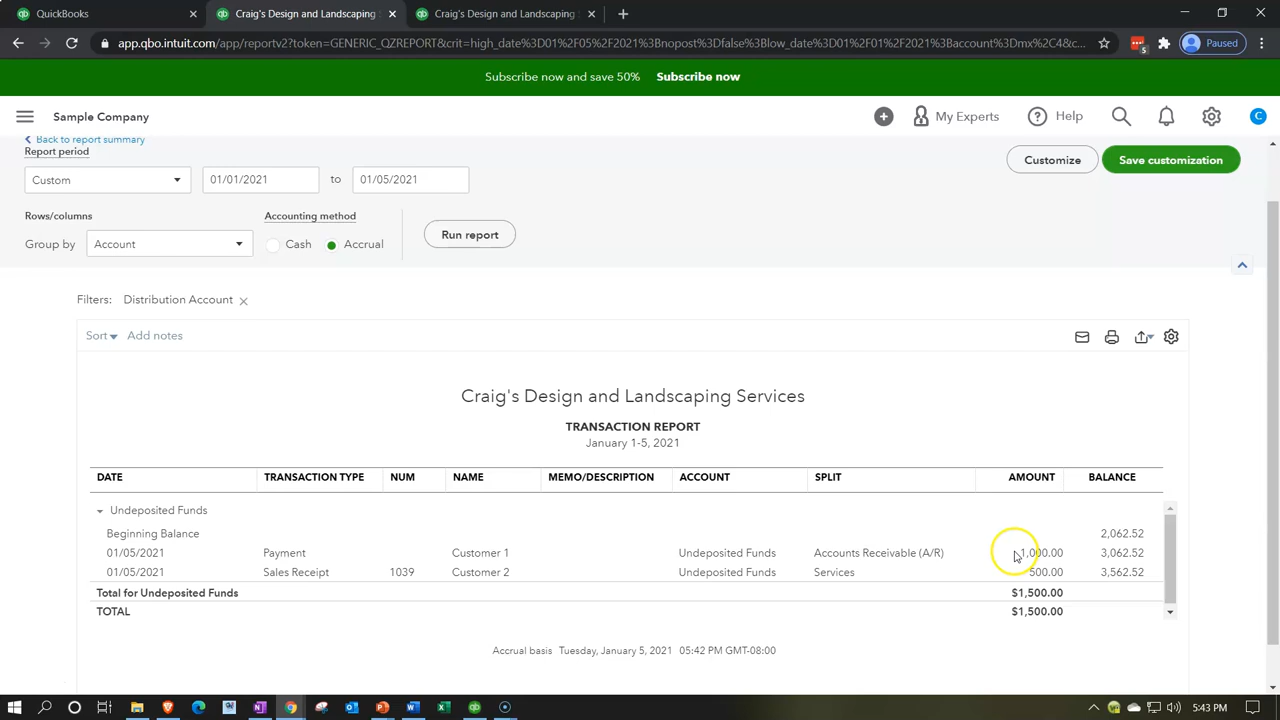 QuickBooks
Craig's Design and Landscaping
Craig's Design and Landscaping
app.qbo.intuit.com/app/reportv2?token=GENERIC_QZREPORT&crit=high_date%3D01%2F05%2F2021%3Bnopost%3Dfalse%3Blow_date%3D01%2F01%2F2021%3Baccount%3Dmx%2C4&c...
5
Paused
Subscribe now and save 50% Subscribe now
Sample Company
My Experts
Help
C
Back to report summary
Report period
Custom
01/01/2021
to
01/05/2021
Customize
Save customization
Rows/columns
Accounting method
Group by
Account
Cash
Accrual
Run report
Filters: Distribution Account
Sort
Add notes
Craig's Design and Landscaping Services
TRANSACTION REPORT
January 1-5, 2021
DATE TRANSACTION TYPE NUM NAME MEMO/DESCRIPTION ACCOUNT SPLIT AMOUNT BALANCE
Undeposited Funds
Beginning Balance 2,062.52
01/05/2021 Payment Customer 1 Undeposited Funds Accounts Receivable (A/R) 1,000.00 3,062.52
01/05/2021 Sales Receipt 1039 Customer 2 Undeposited Funds Services 500.00 3,562.52
Total for Undeposited Funds $1,500.00
TOTAL $1,500.00
Accrual basis Tuesday, January 5, 2021 05:42 PM GMT-08:00
5:43 PM